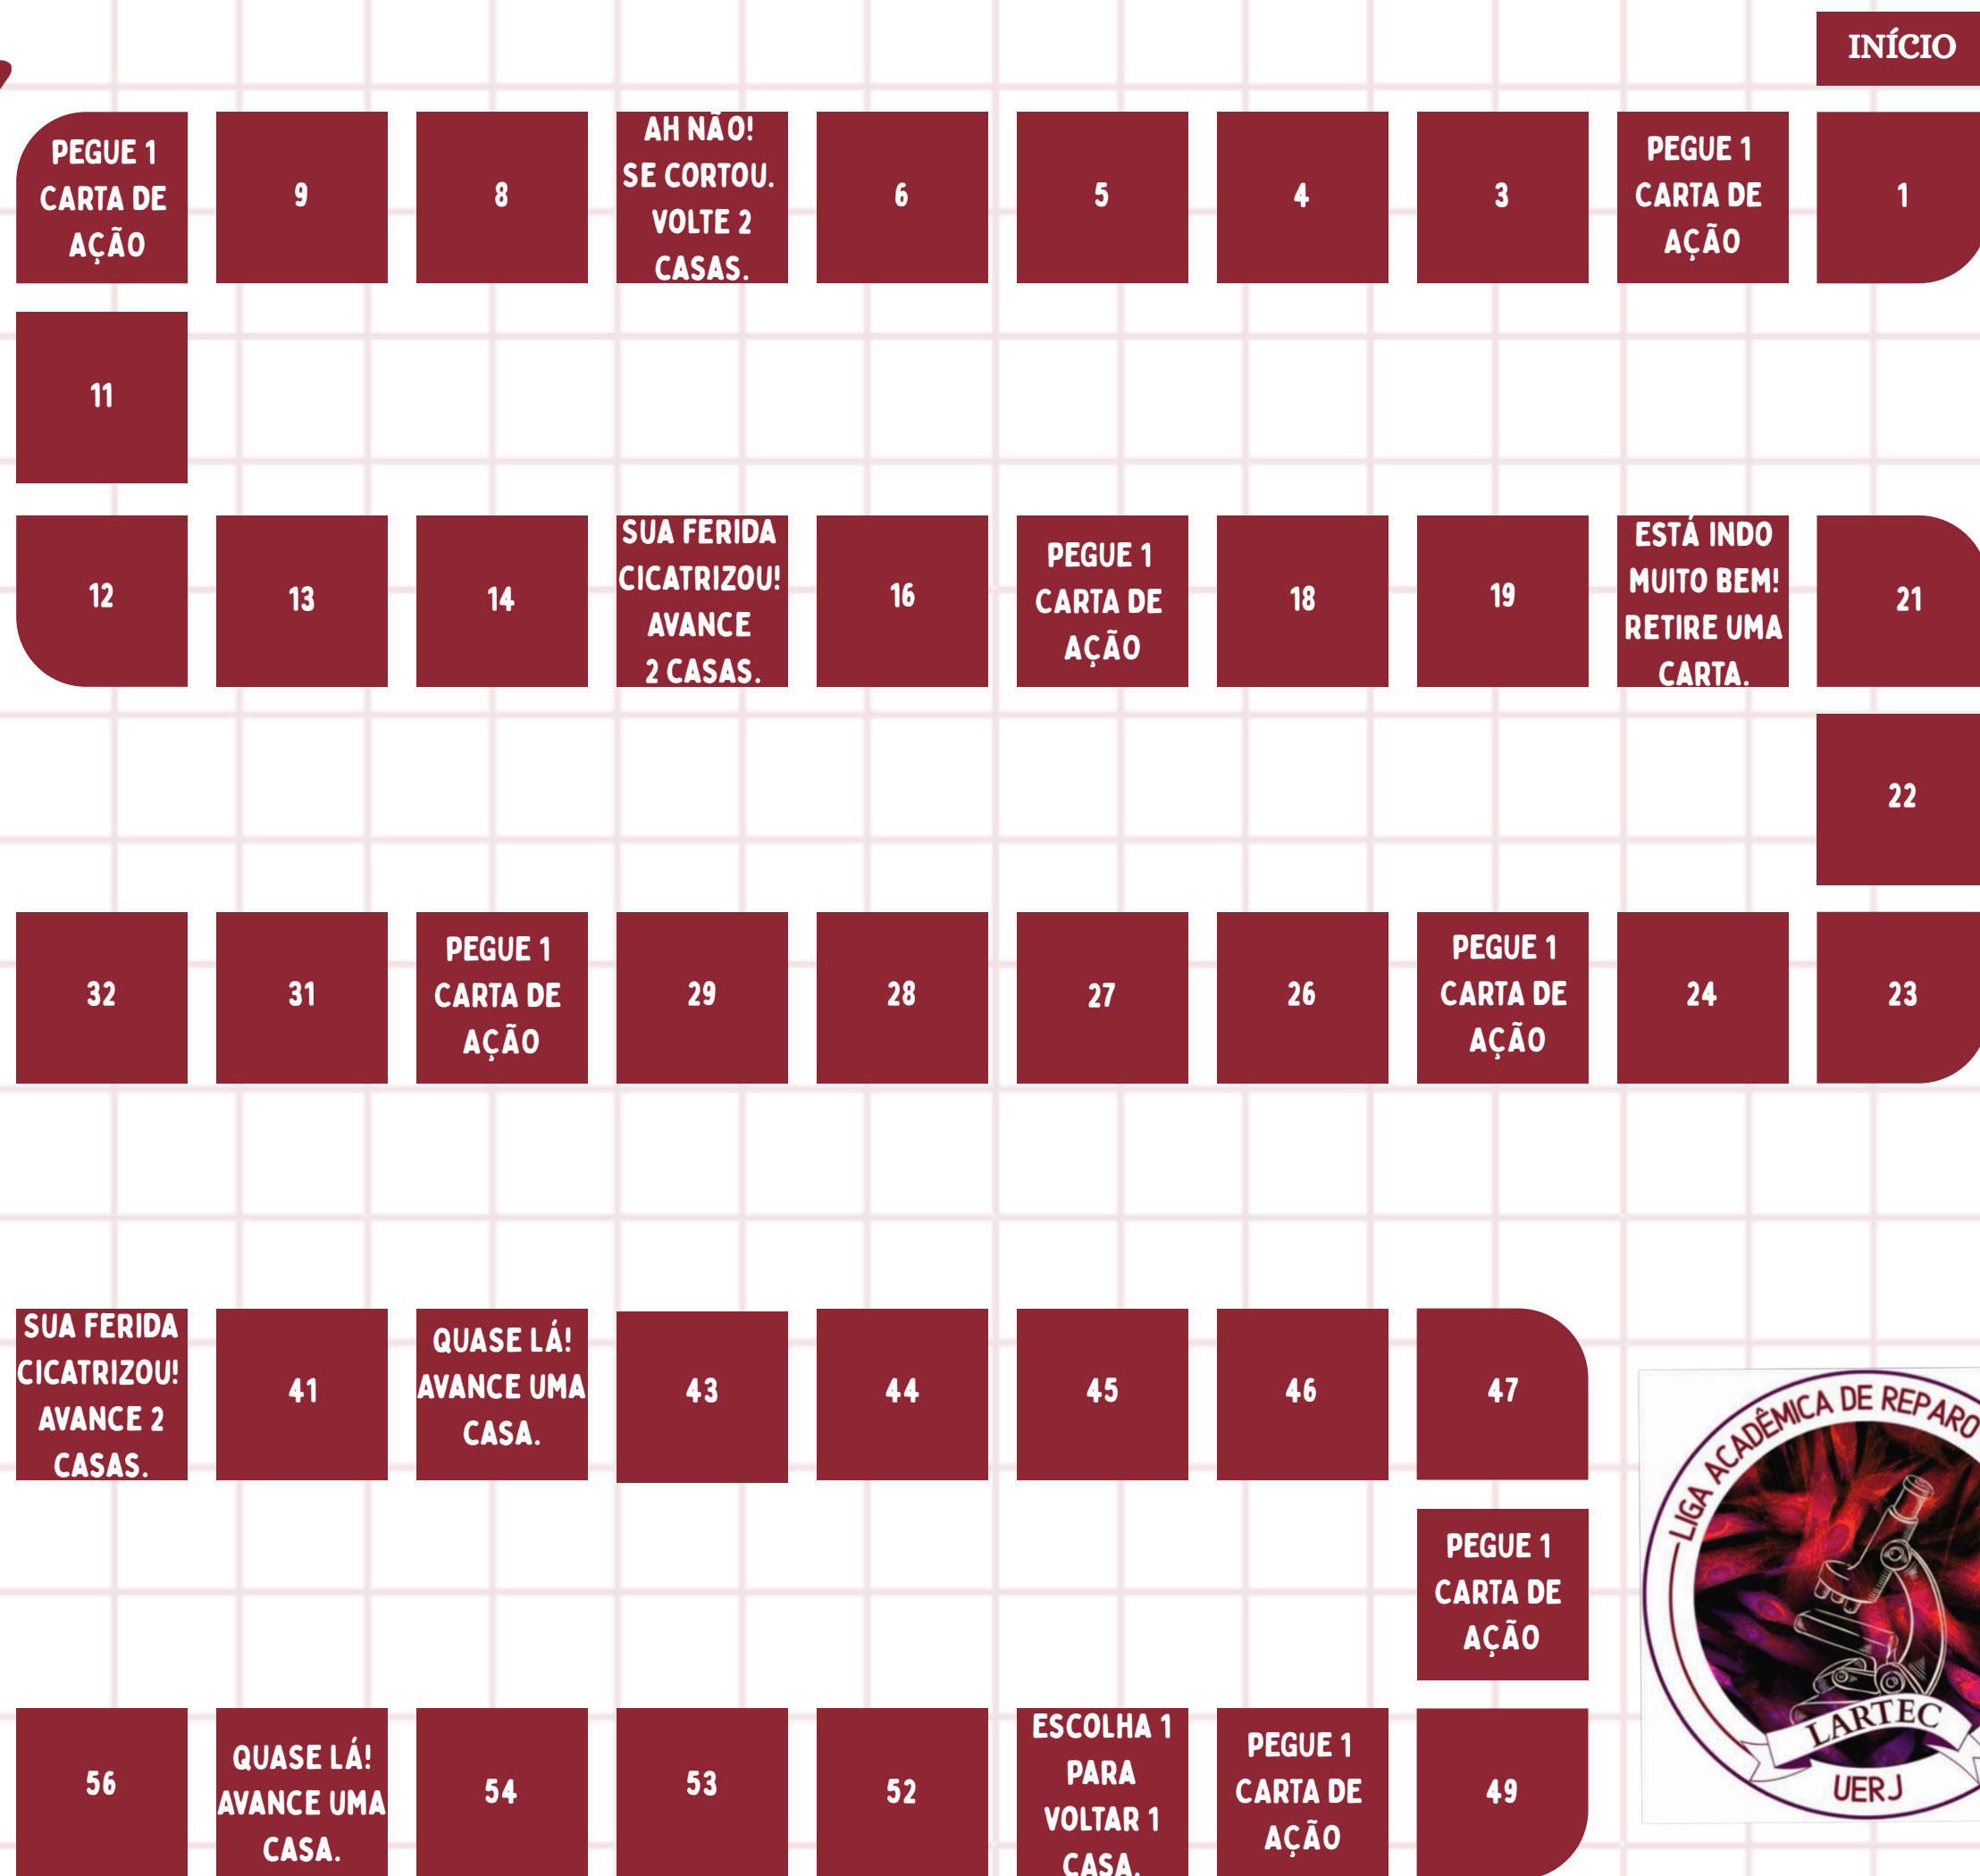 INÍCIO
PEGUE 1
CARTA DE
AÇÃO
9
8
AH NÃO!
SE CORTOU.
VOLTE 2
CASAS.
6
5
4
3
PEGUE 1
CARTA DE
AÇÃO
1
11
12
13
14
SUA FERIDA
CICATRIZOU!
AVANCE
2 CASAS.
16
PEGUE 1
CARTA DE
AÇÃO
18
19
ESTÁ INDO
MUITO BEM!
RETIRE UMA
CARTA.
21
22
32
31
PEGUE 1
CARTA DE
AÇÃO
29
28
27
26
PEGUE 1
CARTA DE
AÇÃO
24
23
SUA FERIDA
CICATRIZOU!
AVANCE 2
CASAS.
41
QUASE LÁ!
AVANCE UMA
CASA.
43
44
45
46
47
PEGUE 1
CARTA DE
AÇÃO
LIGA ACADÊMICA DE REPARO
LARTEC
UERJ
56
QUASE LÁ!
AVANCE UMA
CASA.
54
53
52
ESCOLHA 1
PARA
VOLTAR 1
CASA.
PEGUE 1
CARTA DE
AÇÃO
49